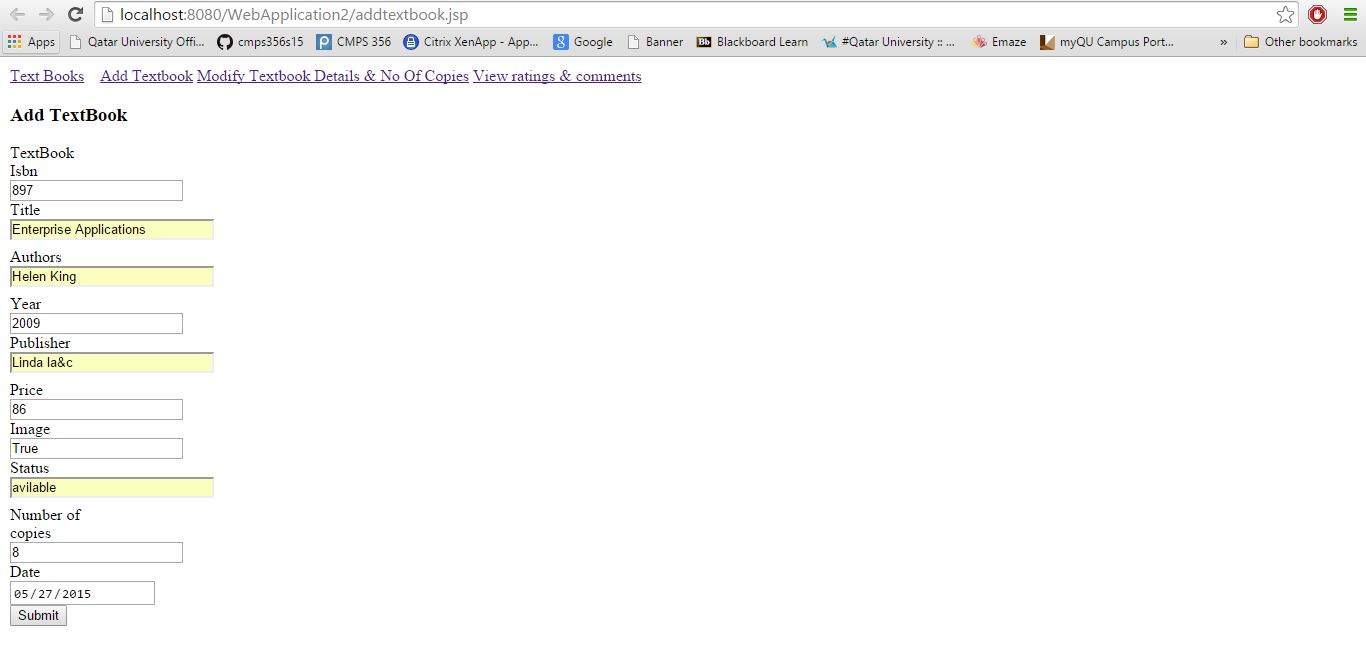 localhost:8080/WebApplication2/addtextbook.jsp
Apps Qatar University Offi... cmps356s15 CMPS 356 Citrix XenApp - App... Google Banner Bb Blackboard Learn #Qatar University :: ... Emaze myQU Campus Port... » Other bookmarks
Text Books Add Textbook Modify Textbook Details & No Of Copies View ratings & comments
Add TextBook
TextBook
Isbn
897
Title
Enterprise Applications
Authors
Helen King
Year
2009
Publisher
Linda la&c
Price
86
Image
True
Status
avilable
Number of
copies
8
Date
05/27/2015
Submit